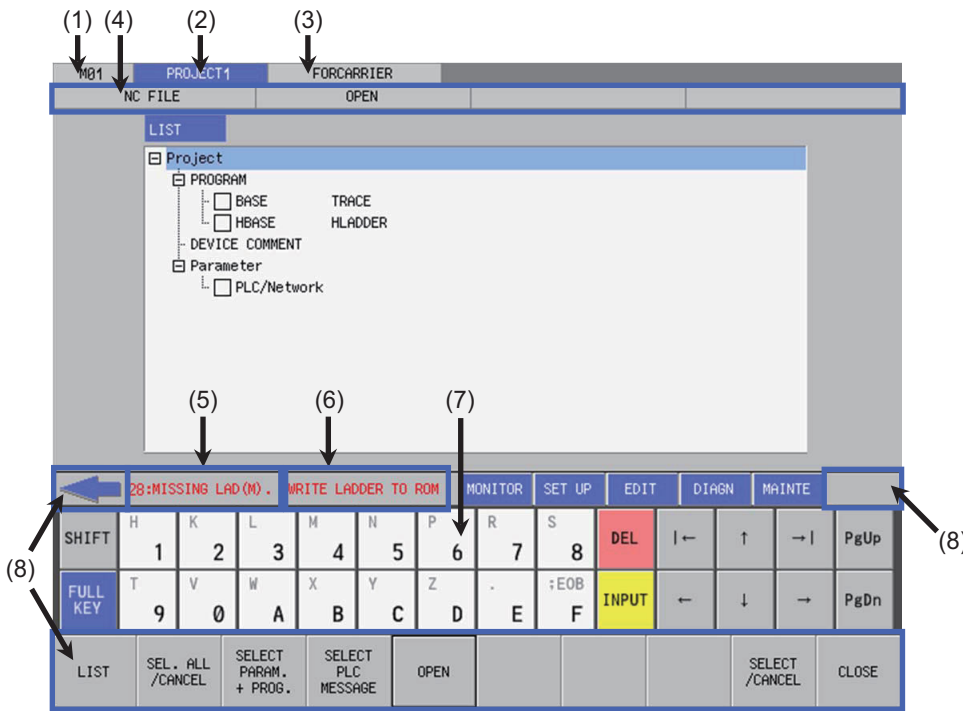 (1) (4) (2) (3)
M01 PROJECT1 FORCARRIER
NC FILE OPEN
LIST
Project
PROGRAM
BASE TRACE
HBASE HLADDER
DEVICE COMMENT
Parameter
PLC/Network
(5) (6) (7)
28:MISSING LAD(M). WRITE LADDER TO ROM MONITOR SET UP EDIT DIAGN MAINTE
(8)
(8)
SHIFT H 1 K 2 L 3 M 4 N 5 P 6 R 7 S 8 DEL |← ↑ →| PgUp
FULL KEY T 9 V 0 W A X B Y C Z D . E ;EOB F INPUT ← ↓ → PgDn
LIST SEL. ALL /CANCEL SELECT PARAM. + PROG. SELECT PLC MESSAGE OPEN SELECT /CANCEL CLOSE